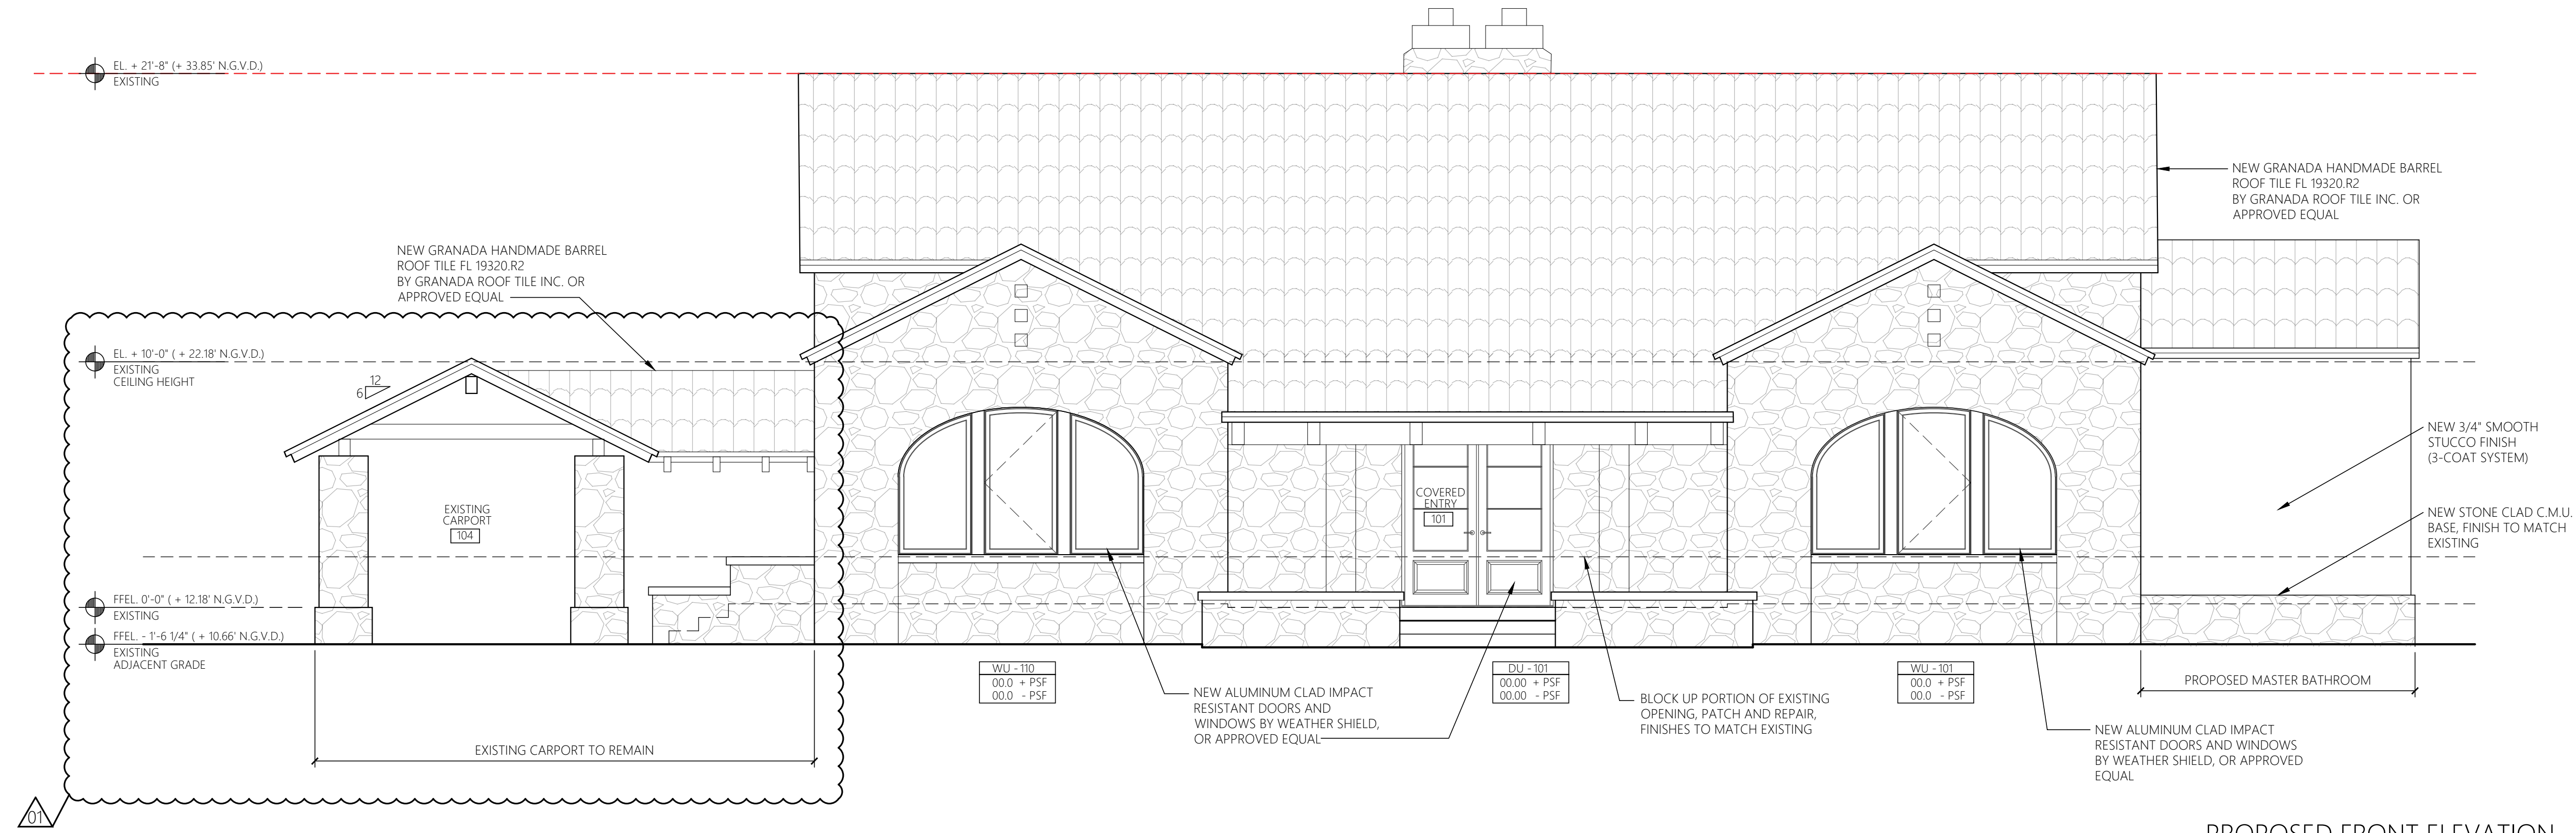 EL. + 21'-8" (+ 33.85' N.G.V.D.)
EXISTING
NEW GRANADA HANDMADE BARREL
ROOF TILE FL 19320.R2
BY GRANADA ROOF TILE INC. OR
APPROVED EQUAL
NEW GRANADA HANDMADE BARREL
ROOF TILE FL 19320.R2
BY GRANADA ROOF TILE INC. OR
APPROVED EQUAL
EL. + 10'-0" ( + 22.18' N.G.V.D.)
EXISTING
CEILING HEIGHT
12
6
NEW 3/4" SMOOTH
STUCCO FINISH
(3-COAT SYSTEM)
EXISTING
CARPORT
104
COVERED
ENTRY
101
NEW STONE CLAD C.M.U.
BASE, FINISH TO MATCH
EXISTING
FFEL. 0'-0" ( + 12.18' N.G.V.D.)
EXISTING
FFEL. - 1'-6 1/4" ( + 10.66' N.G.V.D.)
EXISTING
ADJACENT GRADE
WU - 110
00.0 + PSF
00.0 - PSF
DU - 101
00.00 + PSF
00.00 - PSF
WU - 101
00.0 + PSF
00.0 - PSF
PROPOSED MASTER BATHROOM
NEW ALUMINUM CLAD IMPACT
RESISTANT DOORS AND
WINDOWS BY WEATHER SHIELD,
OR APPROVED EQUAL
BLOCK UP PORTION OF EXISTING
OPENING, PATCH AND REPAIR,
FINISHES TO MATCH EXISTING
NEW ALUMINUM CLAD IMPACT
RESISTANT DOORS AND WINDOWS
BY WEATHER SHIELD, OR APPROVED
EQUAL
EXISTING CARPORT TO REMAIN
01
PROPOSED FRONT ELEVATION